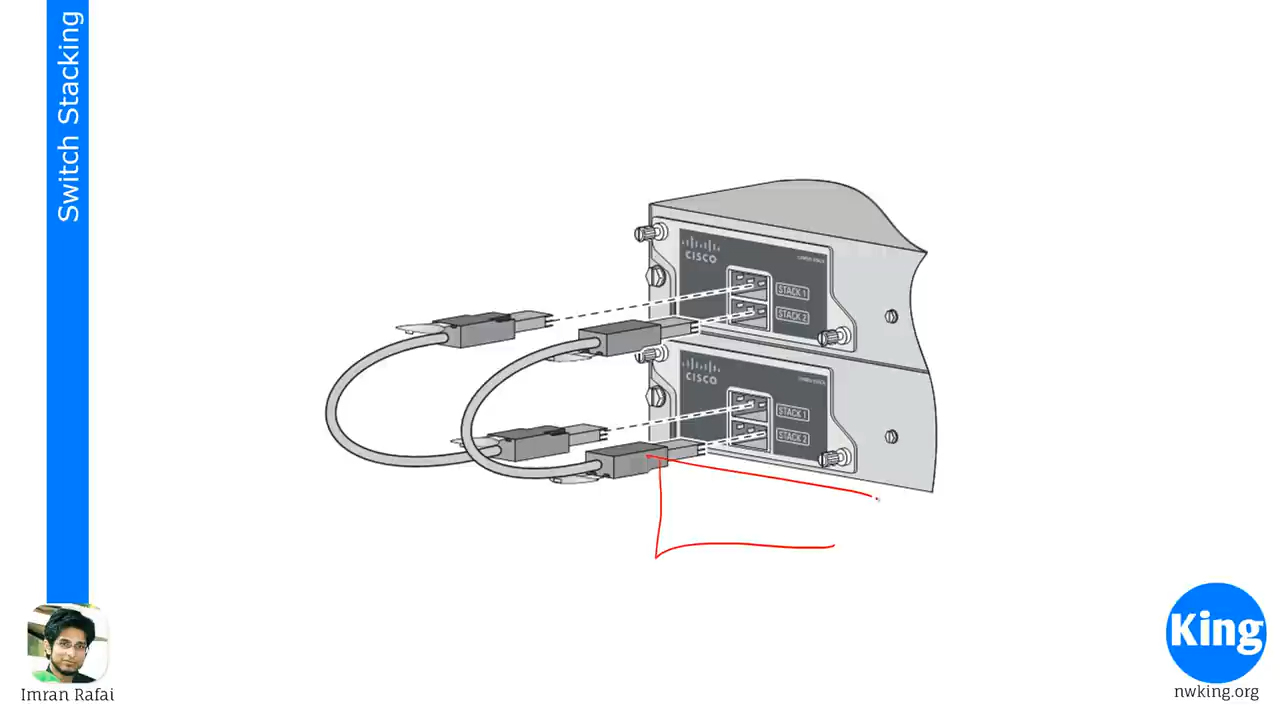 Switch Stacking
CISCO
STACK 1
STACK 2
CISCO
STACK 1
STACK 2
Imran Rafai
King
nwking.org